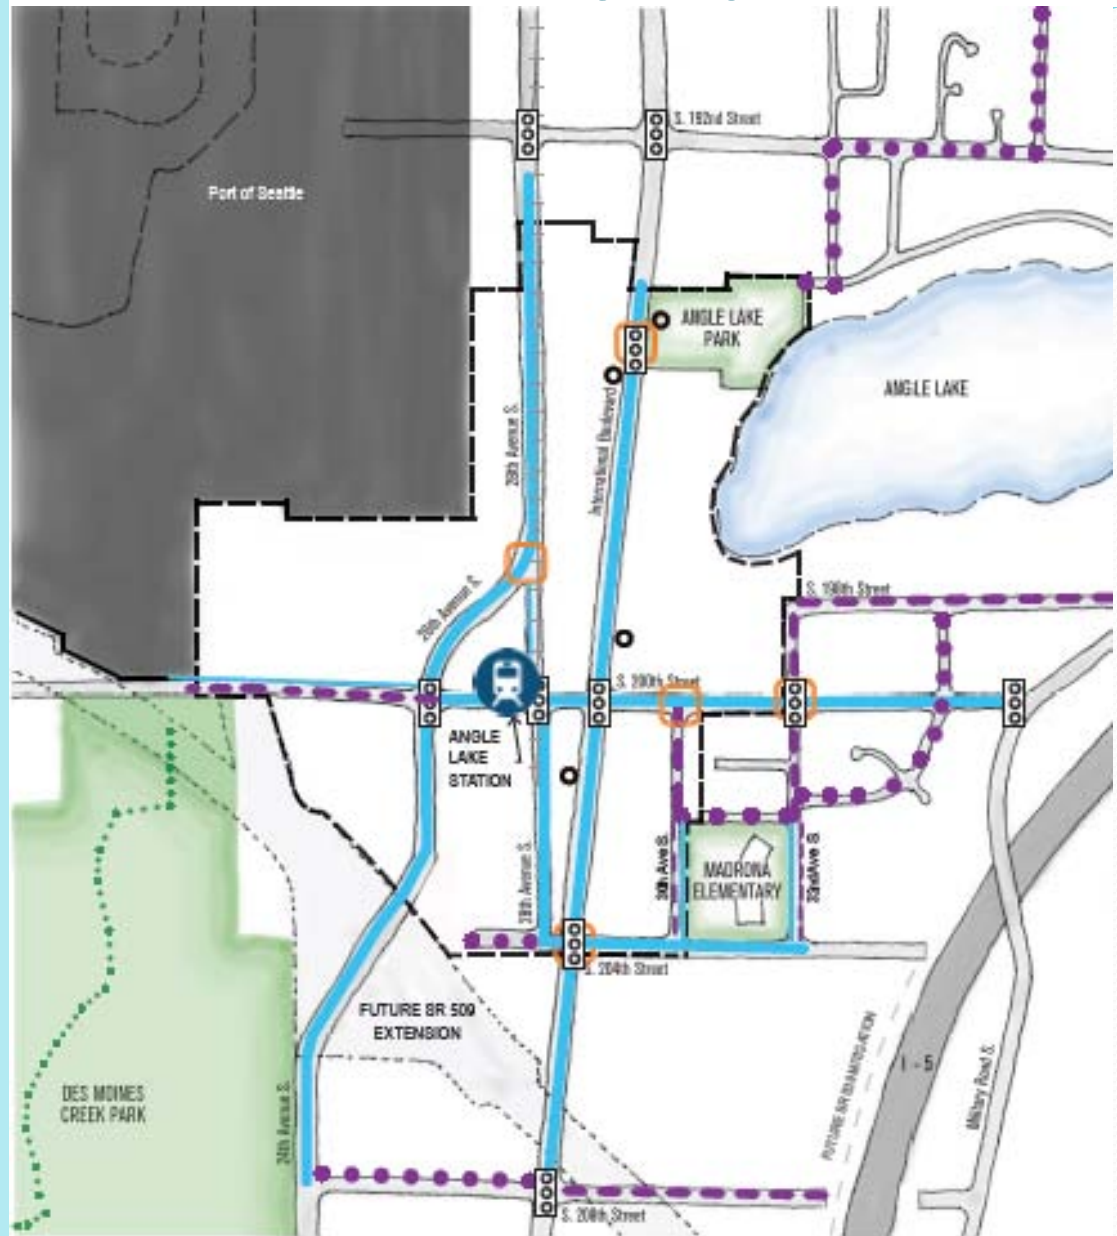 S. 192nd Street
Port of Seattle
ANGLE LAKE
PARK
ANGLE LAKE
28th Avenue S.
International Boulevard
26th Avenue S.
S. 198th Street
S. 200th Street
ANGLE
LAKE
STATION
28th Avenue S.
30th Ave S.
MADRONA
ELEMENTARY
32nd Ave S.
S. 204th Street
FUTURE SR 509
EXTENSION
DES MOINES
CREEK PARK
24th Avenue S.
I - 5
Military Road S.
S. 208th Street